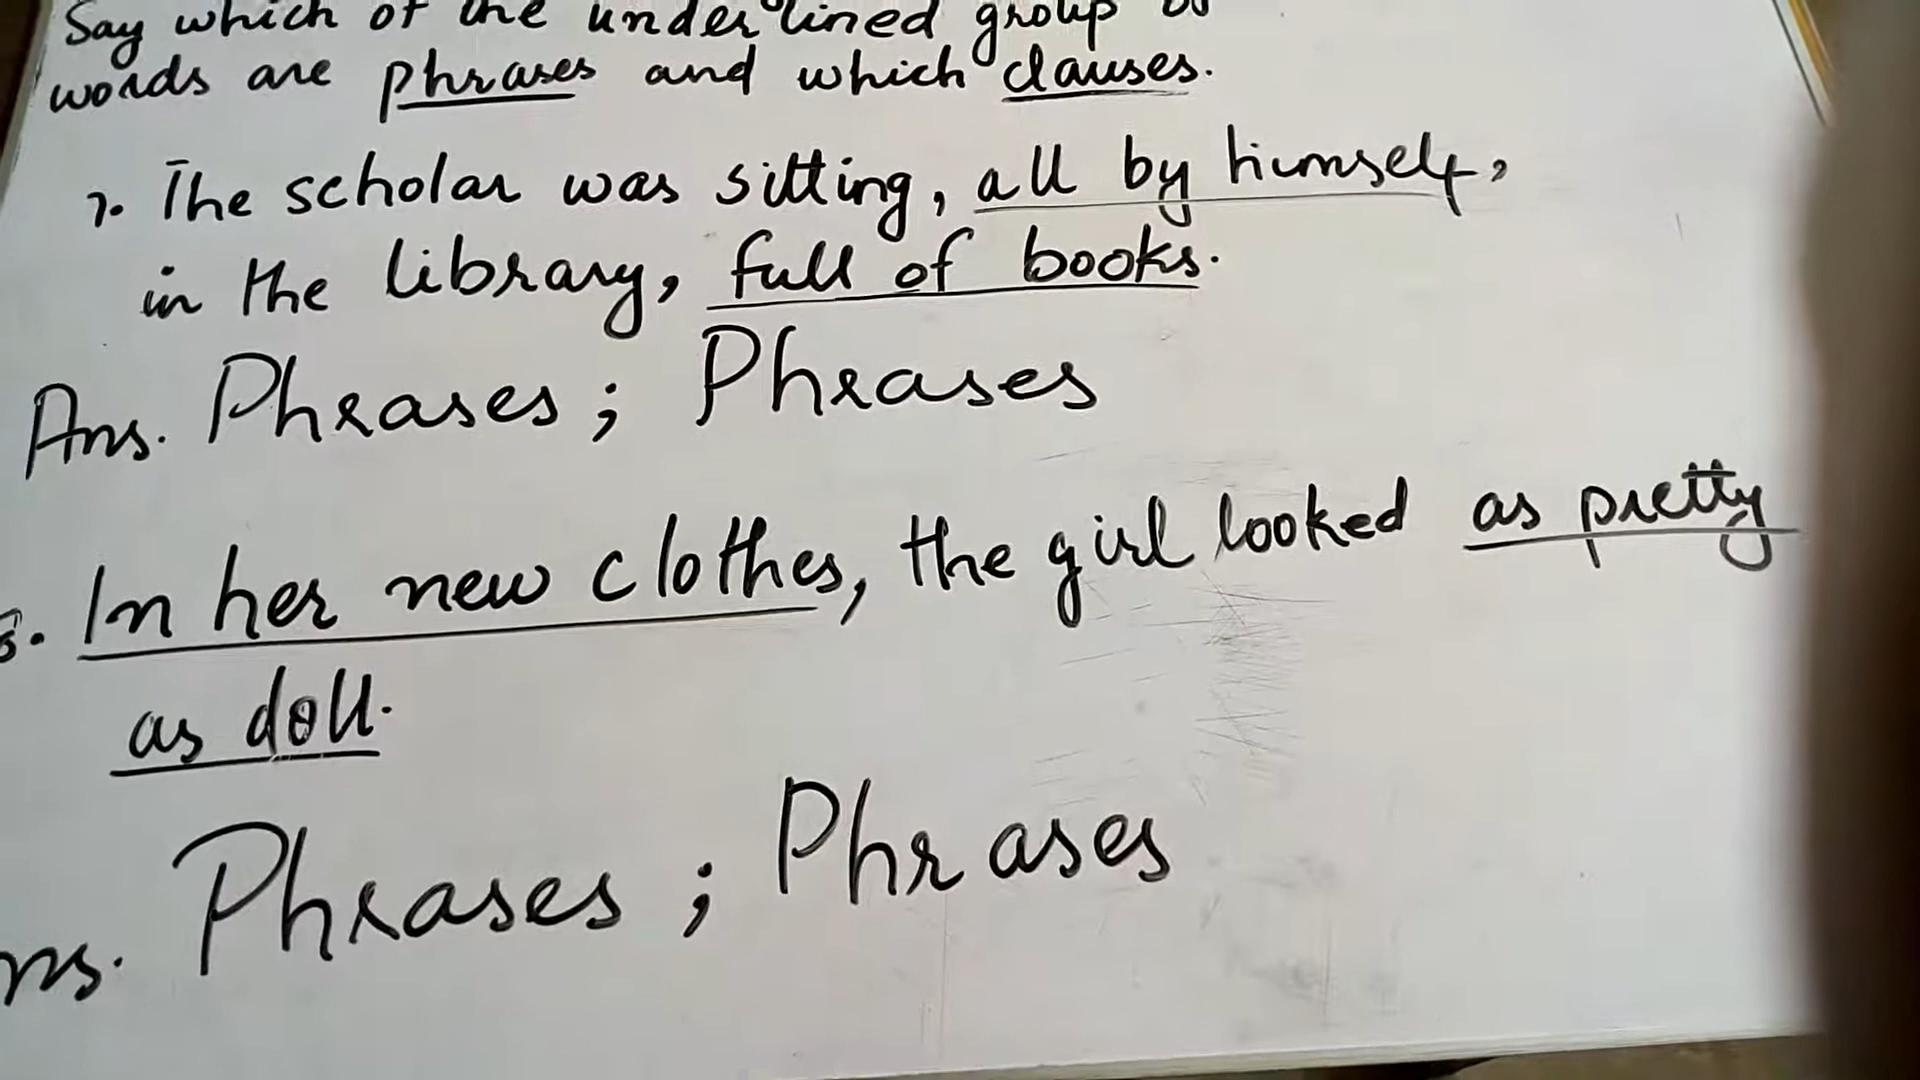 Say which of the underlined group of
words are phrases and which clauses.
7. The scholar was sitting, all by himself,
in the library, full of books.
Ans. Phrases; Phrases
8. In her new clothes, the girl looked as pretty
as doll.
Ans. Phrases; Phrases